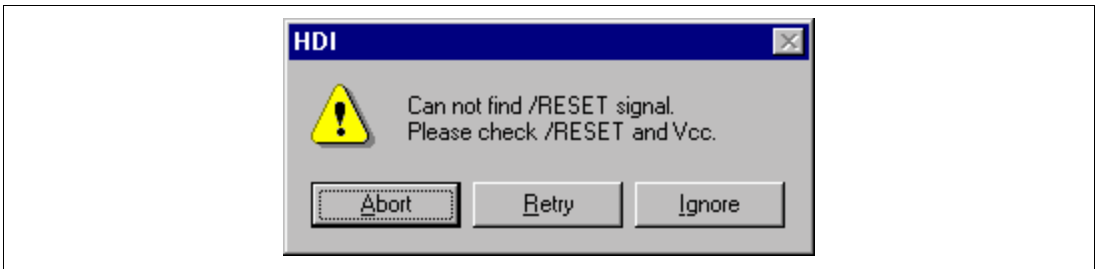 HDI
Can not find /RESET signal.
Please check /RESET and Vcc.
Abort Retry Ignore